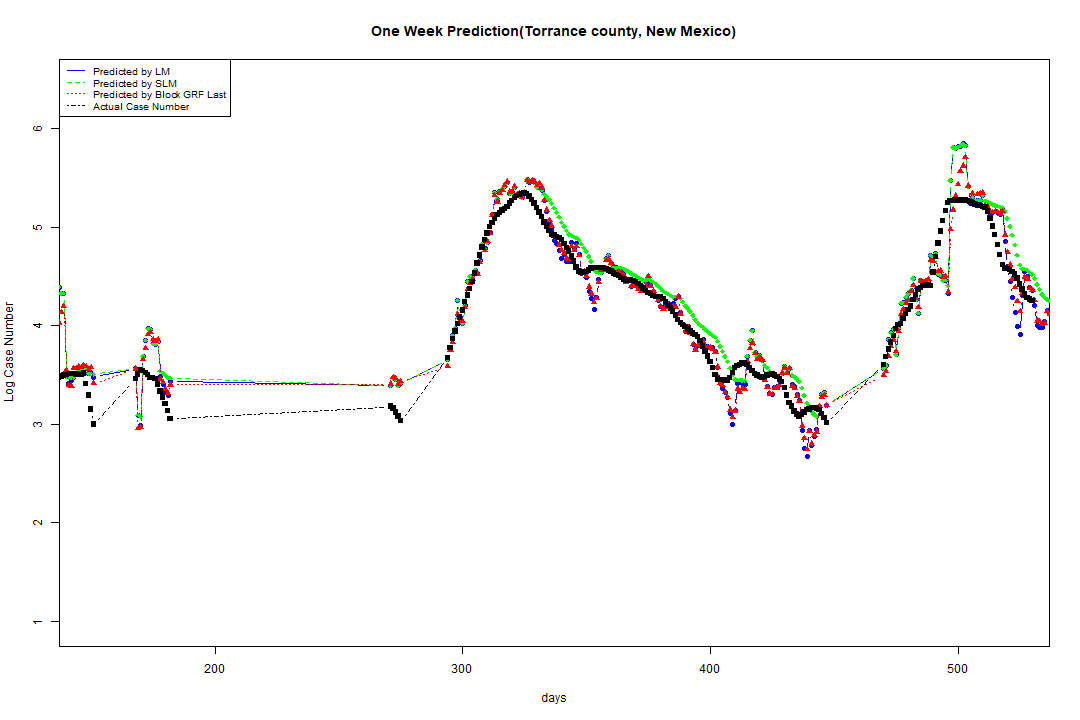 One Week Prediction(Torrance county, New Mexico)
Predicted by LM
Predicted by SLM
Predicted by Block GRF Last
Actual Case Number
Log Case Number
6
5
4
3
2
1
200 300 400 500
days